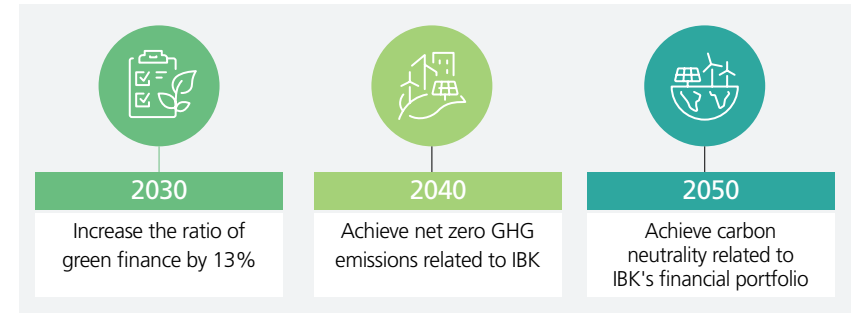 2030
Increase the ratio of
green finance by 13%
2040
Achieve net zero GHG
emissions related to IBK
2050
Achieve carbon
neutrality related to
IBK's financial portfolio